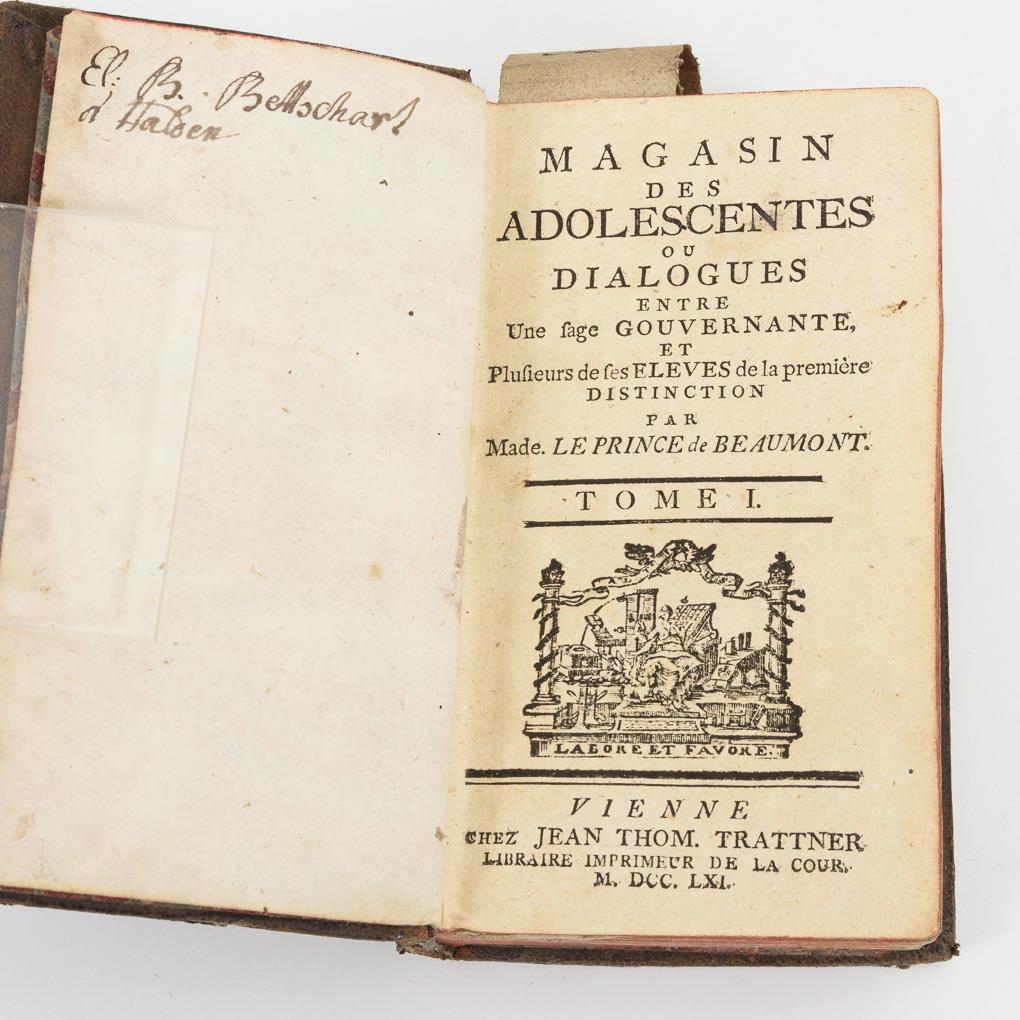 El: B. Bettschart
à Halden
MAGASIN
DES
ADOLESCENTES
OU
DIALOGUES
ENTRE
Une ſage GOUVERNANTE,
ET
Pluſieurs de ſes ELEVES de la première
DISTINCTION
PAR
Made. LE PRINCE de BEAUMONT.
TOME I.
LABORE ET FAVORE.
VIENNE
CHEZ JEAN THOM. TRATTNER
LIBRAIRE IMPRIMEUR DE LA COUR.
M. DCC. LXI.